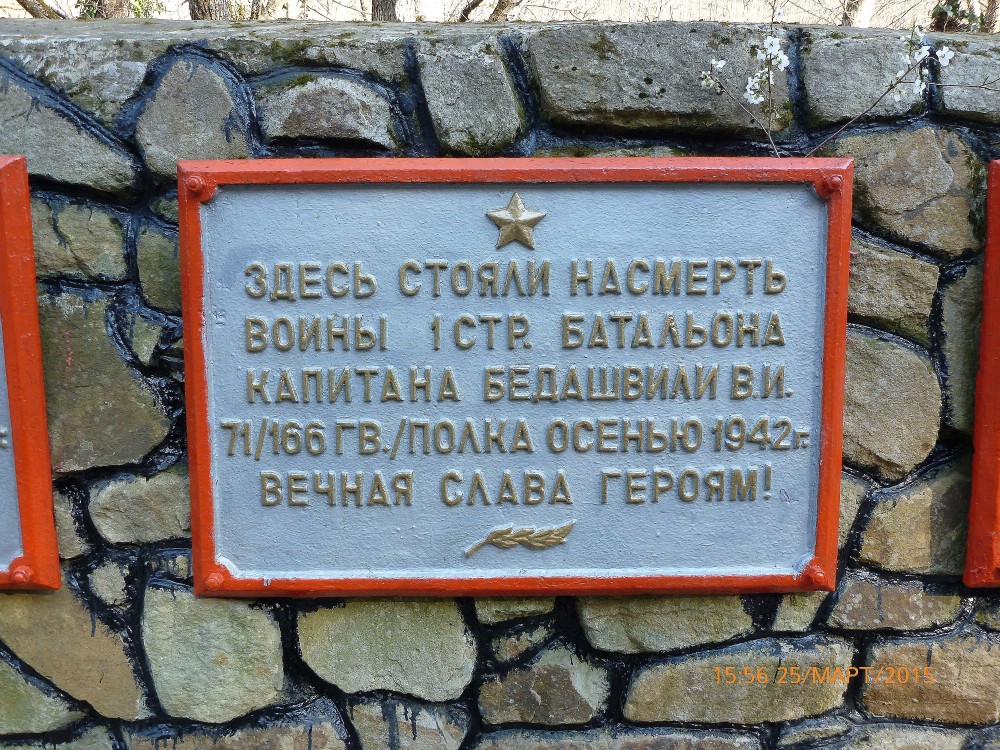 ЗДЕСЬ СТОЯЛИ НАСМЕРТЬ
ВОИНЫ 1 СТР. БАТАЛЬОНА
КАПИТАНА БЕДАШВИЛИ В.И.
71/166 ГВ./ПОЛКА ОСЕНЬЮ 1942 г.
ВЕЧНАЯ СЛАВА ГЕРОЯМ!
15:56 25/МАРТ/2015